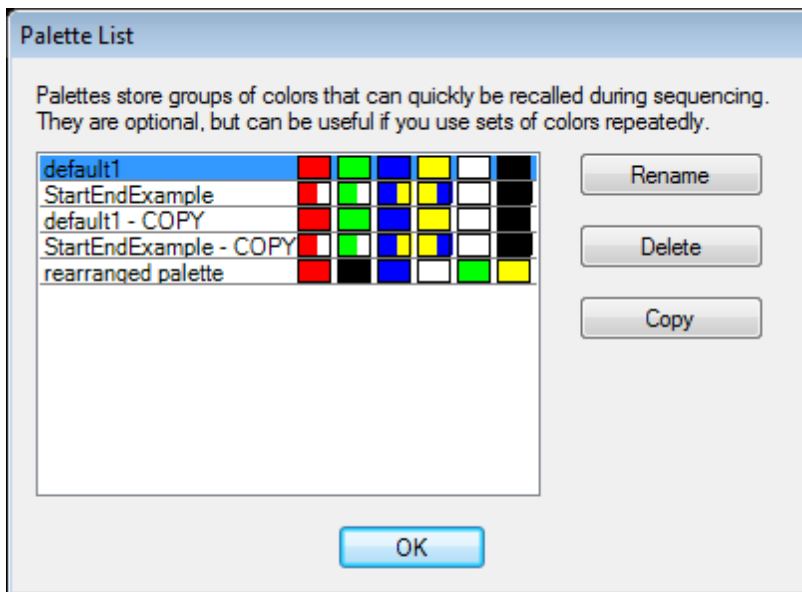 Palette List
Palettes store groups of colors that can quickly be recalled during sequencing.
They are optional, but can be useful if you use sets of colors repeatedly.
default1
StartEndExample
default1 - COPY
StartEndExample - COPY
rearranged palette
Rename
Delete
Copy
OK